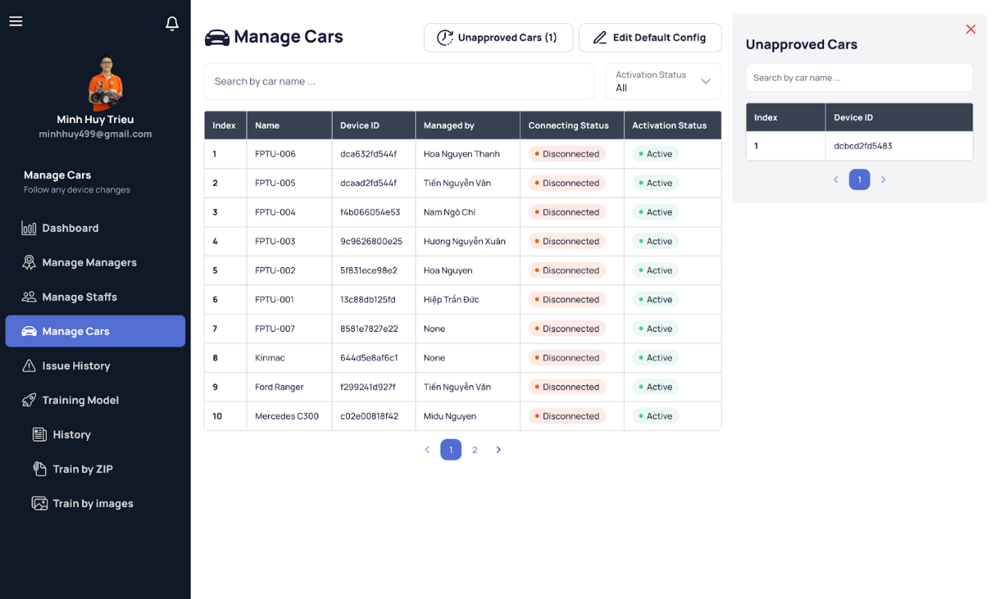 Minh Huy Trieu
minhhuy499@gmail.com
Manage Cars
Follow any device changes
Dashboard
Manage Managers
Manage Staffs
Manage Cars
Issue History
Training Model
History
Train by ZIP
Train by images
Manage Cars
Unapproved Cars (1)
Edit Default Config
Search by car name ...
Activation Status
All
Index Name Device ID Managed by Connecting Status Activation Status
1 FPTU-006 dca632fd544f Hoa Nguyen Thanh Disconnected Active
2 FPTU-005 dcaad2fd544f Tiến Nguyễn Văn Disconnected Active
3 FPTU-004 f4b066054e53 Nam Ngô Chí Disconnected Active
4 FPTU-003 9c9626800e25 Hương Nguyễn Xuân Disconnected Active
5 FPTU-002 5f831ece98e2 Hoa Nguyen Disconnected Active
6 FPTU-001 13c88db125fd Hiệp Trần Đức Disconnected Active
7 FPTU-007 8581e7827e22 None Disconnected Active
8 Kinmac 644d5e8af6c1 None Disconnected Active
9 Ford Ranger f299241d927f Tiến Nguyễn Văn Disconnected Active
10 Mercedes C300 c02e00818f42 Midu Nguyen Disconnected Active
1 2
Unapproved Cars
Search by car name ...
Index Device ID
1 dcbcd2fd5483
1